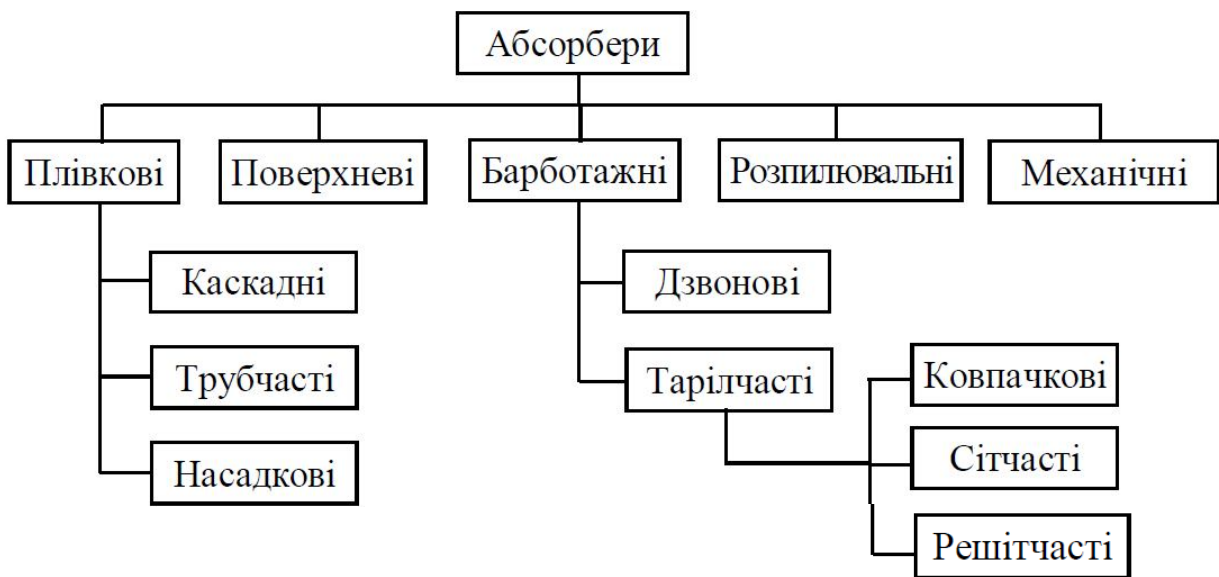 Абсорбери
Плівкові
Поверхневі
Барботажні
Розпилювальні
Механічні
Каскадні
Дзвонові
Трубчасті
Тарілчасті
Ковпачкові
Насадкові
Сітчасті
Решітчасті